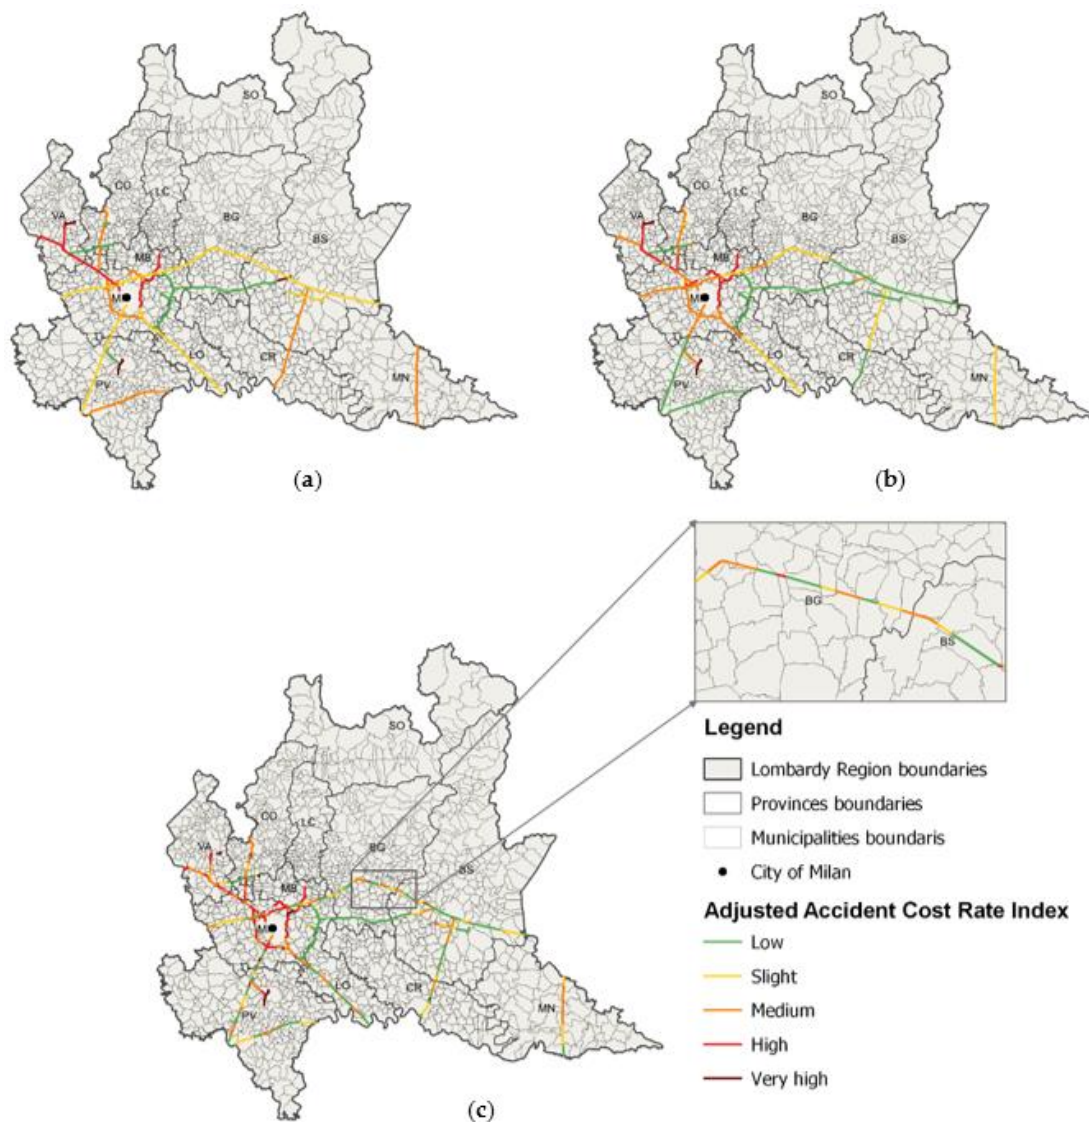 SO
CO
LC
VA
BG
BS
MB
MI
LO
CR
PV
MN
(a)
SO
CO
LC
VA
BG
BS
MB
MI
LO
CR
PV
MN
(b)
BG
BS
SO
CO
LC
VA
BG
BS
MB
MI
LO
CR
PV
MN
(c)
Legend
Lombardy Region boundaries
Provinces boundaries
Municipalities boundaris
City of Milan
Adjusted Accident Cost Rate Index
Low
Slight
Medium
High
Very high